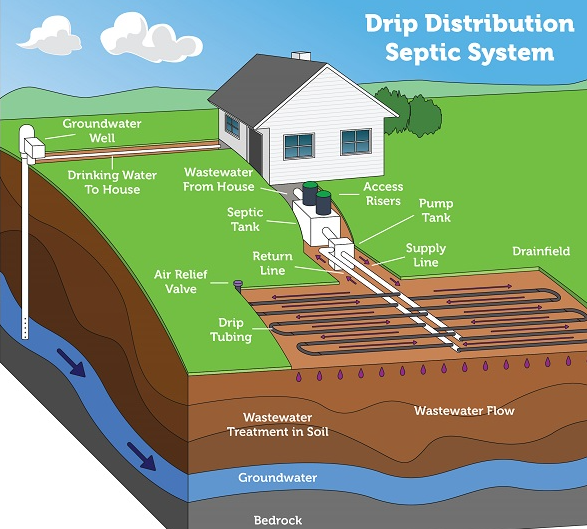 Drip Distribution
Septic System
Groundwater
Well
Drinking Water
To House
Wastewater
From House
Access
Risers
Septic
Tank
Pump
Tank
Return
Line
Supply
Line
Drainfield
Air Relief
Valve
Drip
Tubing
Wastewater
Treatment in Soil
Wastewater Flow
Groundwater
Bedrock